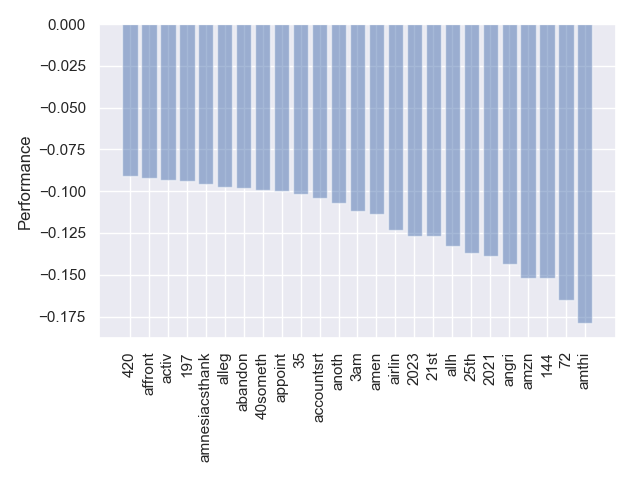 0.000
−0.025
−0.050
−0.075
−0.100
−0.125
−0.150
−0.175
Performance
420
affront
activ
197
amnesiacsthank
alleg
abandon
40someth
appoint
35
accountsrt
anoth
3am
amen
airlin
2023
21st
allh
25th
2021
angri
amzn
144
72
amthi